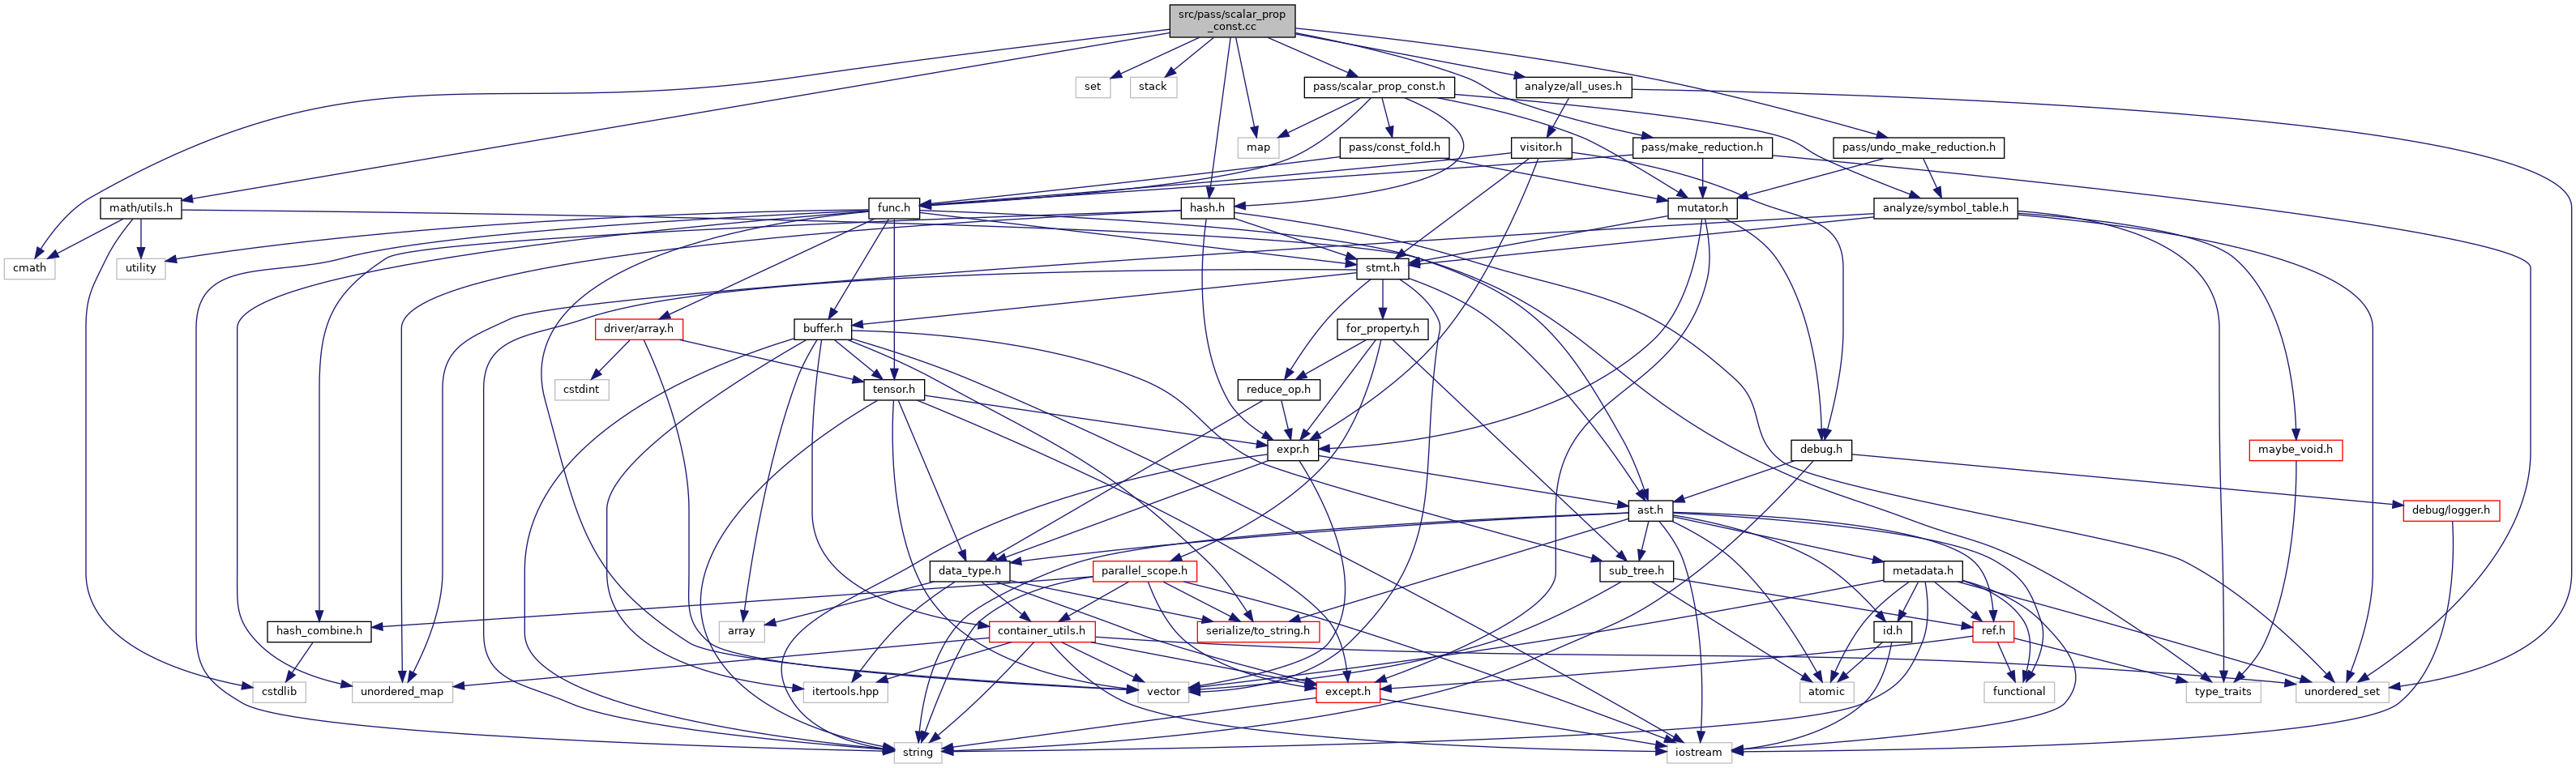 src/pass/scalar_prop
_const.cc
set
stack
pass/scalar_prop_const.h
analyze/all_uses.h
map
pass/const_fold.h
visitor.h
pass/make_reduction.h
pass/undo_make_reduction.h
math/utils.h
func.h
hash.h
mutator.h
analyze/symbol_table.h
cmath
utility
stmt.h
driver/array.h
buffer.h
for_property.h
cstdint
tensor.h
reduce_op.h
expr.h
debug.h
maybe_void.h
ast.h
debug/logger.h
data_type.h
parallel_scope.h
sub_tree.h
metadata.h
hash_combine.h
array
container_utils.h
serialize/to_string.h
id.h
ref.h
cstdlib
unordered_map
itertools.hpp
vector
except.h
atomic
functional
type_traits
unordered_set
string
iostream